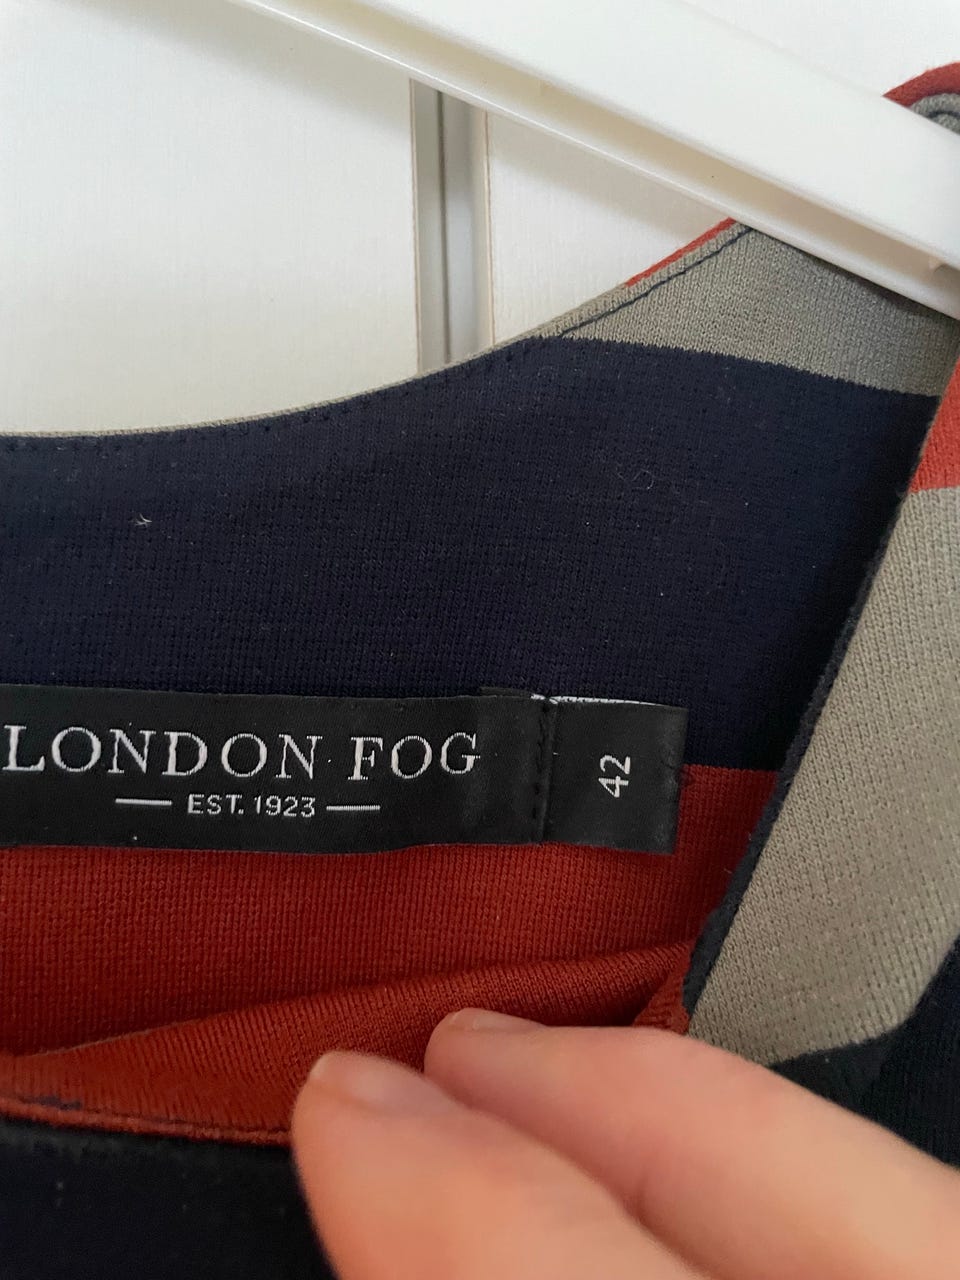 LONDON FOG
EST. 1923
42